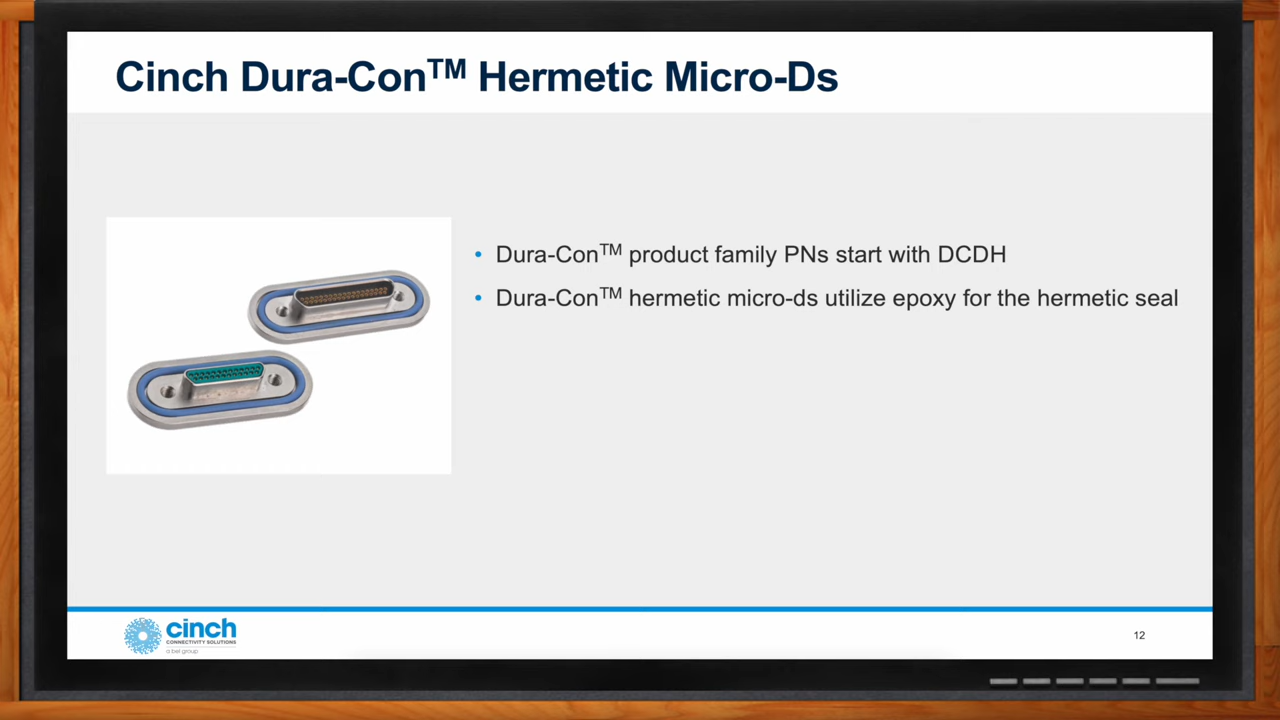 Cinch Dura-Con™ Hermetic Micro-Ds
• Dura-Con™ product family PNs start with DCDH
• Dura-Con™ hermetic micro-ds utilize epoxy for the hermetic seal
cinch
CONNECTIVITY SOLUTIONS
a bel group
12